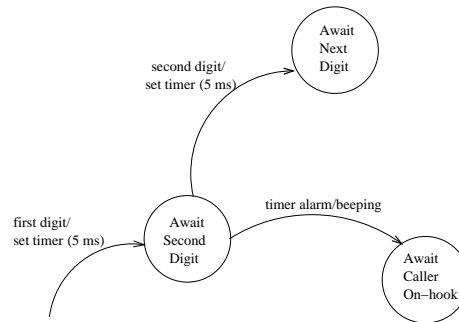 Await
Next
Digit
second digit/
set timer (5 ms)
first digit/
set timer (5 ms)
Await
Second
Digit
timer alarm/beeping
Await
Caller
On−hook